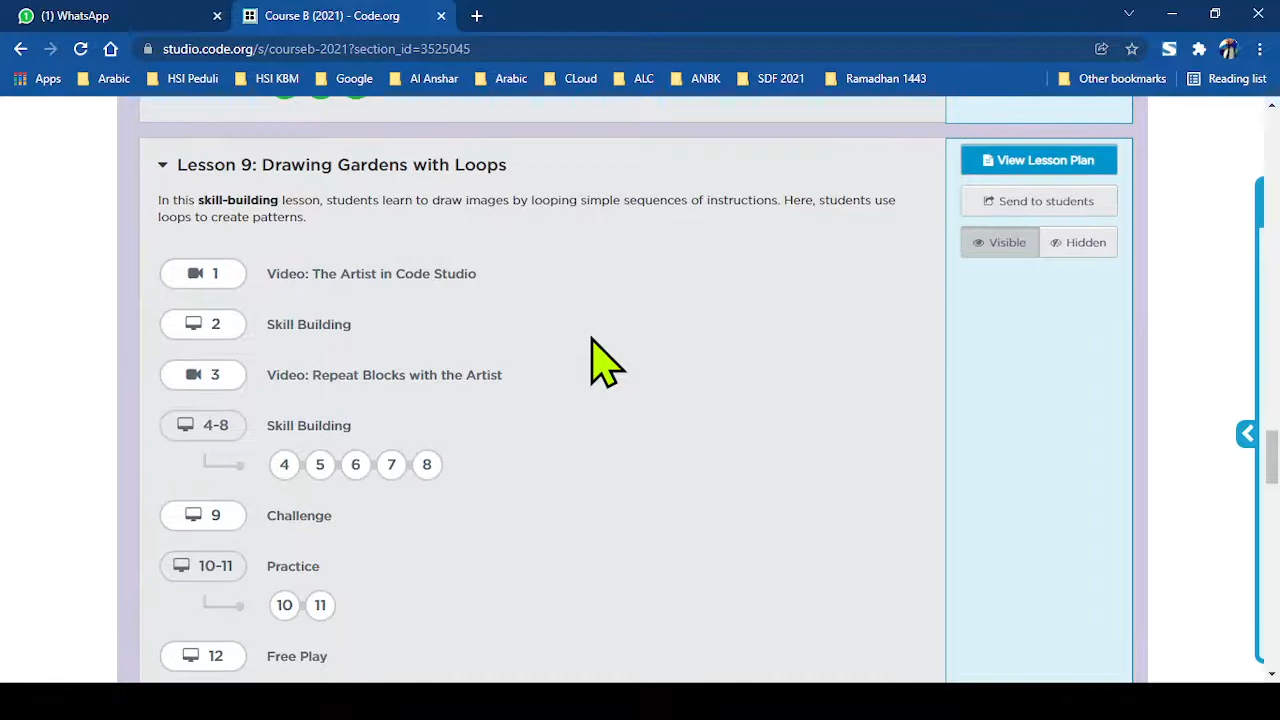 (1) WhatsApp
Course B (2021) - Code.org
studio.code.org/s/courseb-2021?section_id=3525045
Apps Arabic HSI Peduli HSI KBM Google Al Anshar Arabic CLoud ALC ANBK SDF 2021 Ramadhan 1443 Other bookmarks Reading list
Lesson 9: Drawing Gardens with Loops
In this skill-building lesson, students learn to draw images by looping simple sequences of instructions. Here, students use
loops to create patterns.
1 Video: The Artist in Code Studio
2 Skill Building
3 Video: Repeat Blocks with the Artist
4-8 Skill Building
4 5 6 7 8
9 Challenge
10-11 Practice
10 11
12 Free Play
View Lesson Plan
Send to students
Visible Hidden